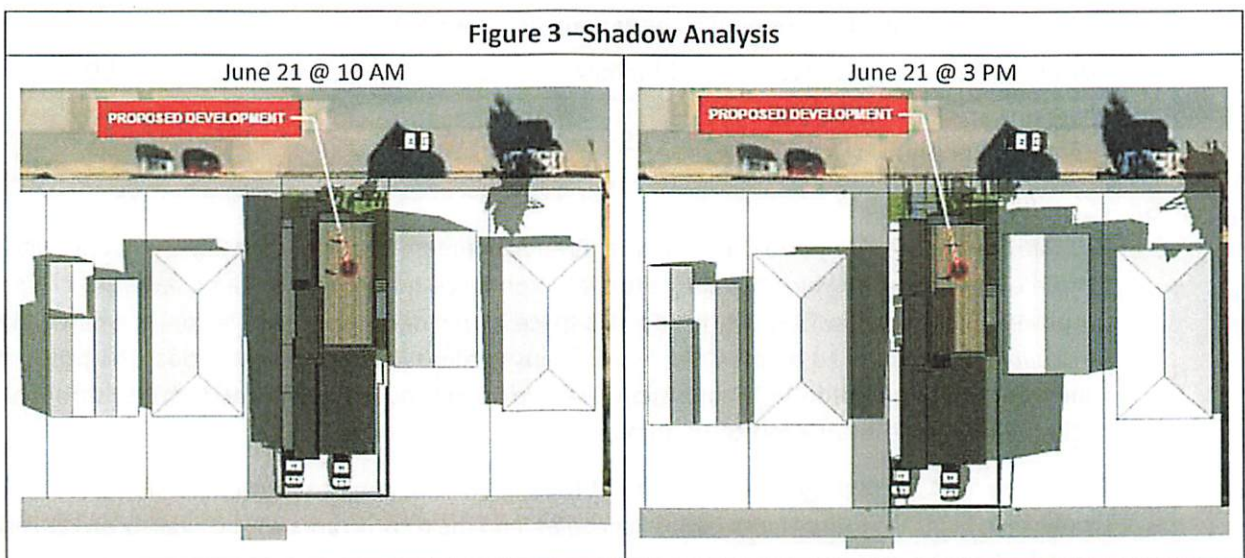 Figure 3 –Shadow Analysis
June 21 @ 10 AM
June 21 @ 3 PM
PROPOSED DEVELOPMENT
PROPOSED DEVELOPMENT